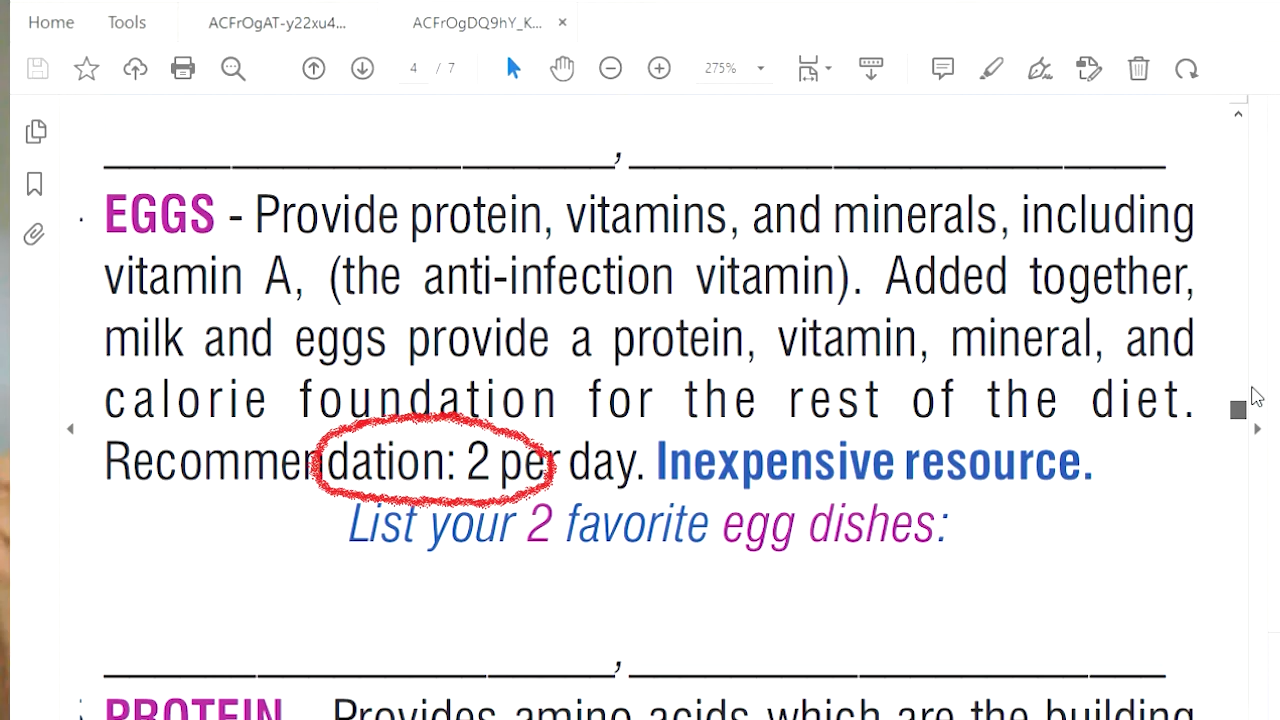 Home Tools ACFrOgAT-y22xu4... ACFrOgDQ9hY_K... ×
4 / 7 275%
EGGS - Provide protein, vitamins, and minerals, including
vitamin A, (the anti-infection vitamin). Added together,
milk and eggs provide a protein, vitamin, mineral, and
calorie foundation for the rest of the diet.
Recommendation: 2 per day. Inexpensive resource.
List your 2 favorite egg dishes:
PROTEIN - Provides amino acids which are the building